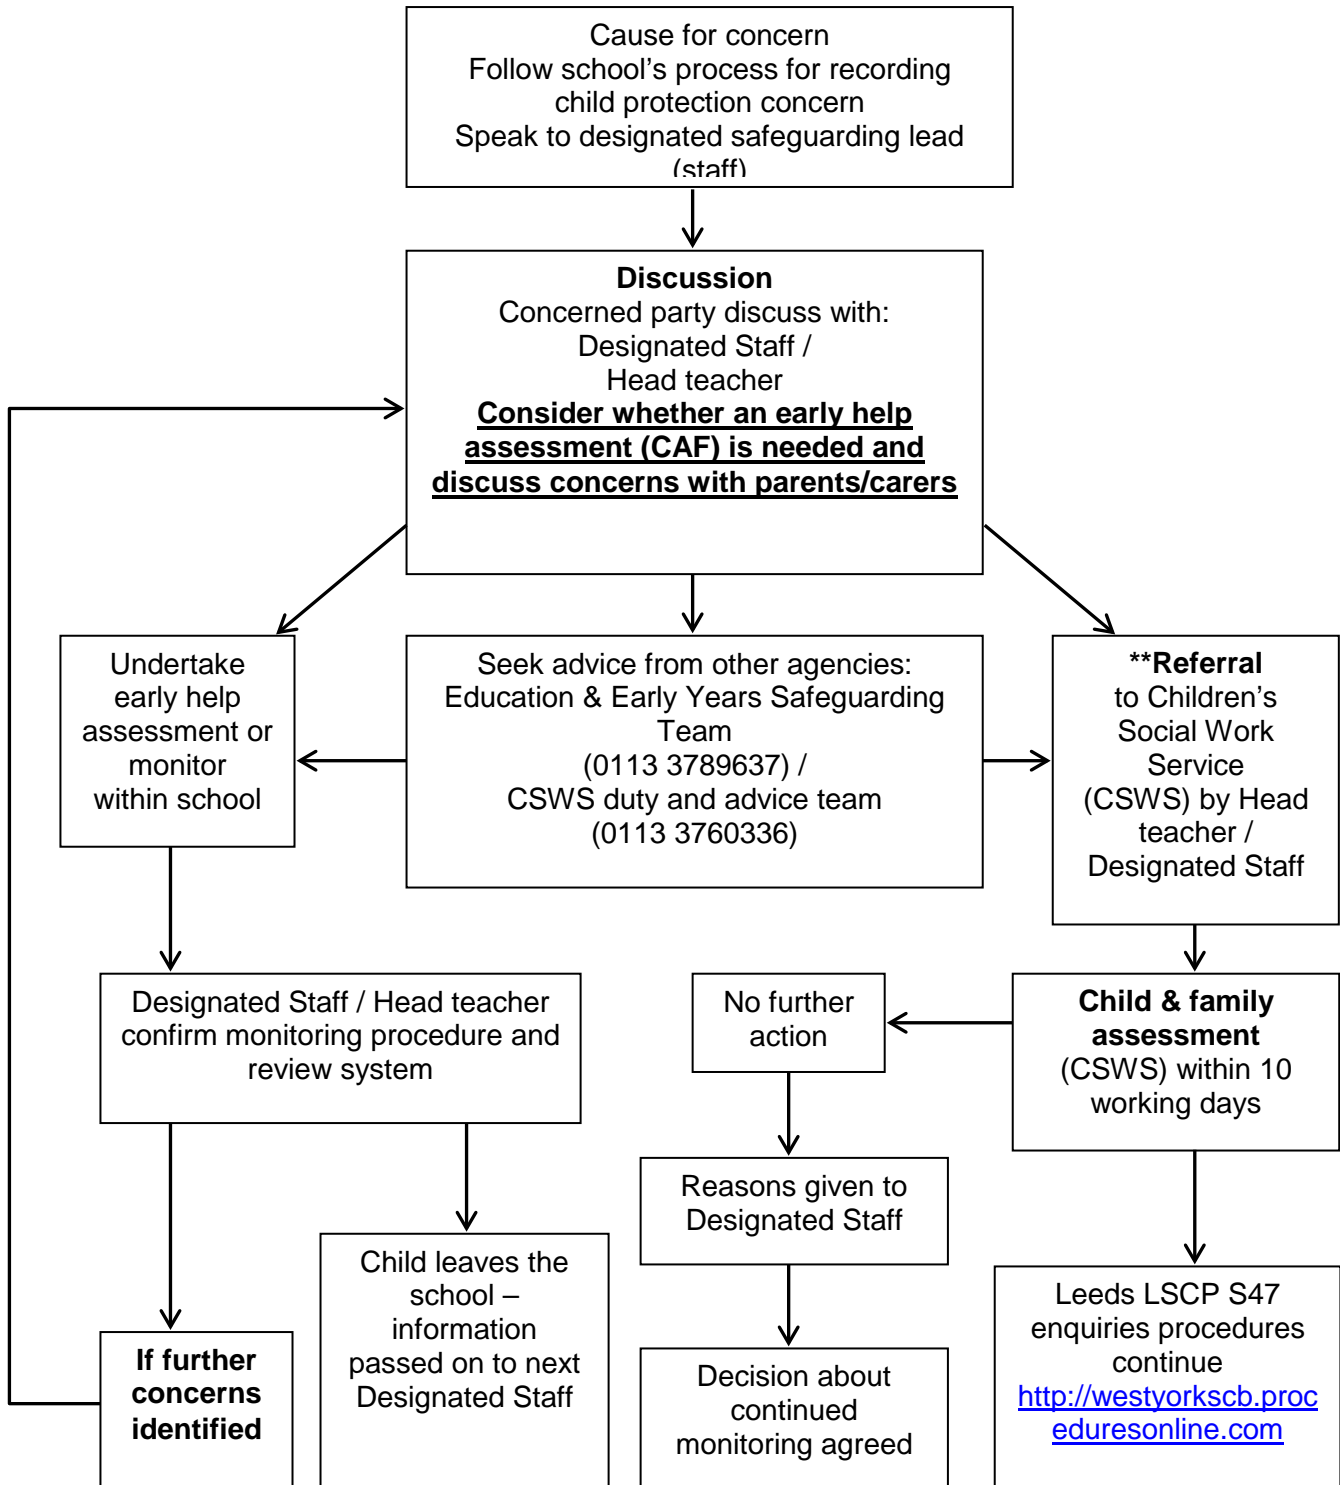 Cause for concern
Follow school’s process for recording
child protection concern
Speak to designated safeguarding lead
(staff)
Discussion
Concerned party discuss with:
Designated Staff /
Head teacher
Consider whether an early help
assessment (CAF) is needed and
discuss concerns with parents/carers
Undertake
early help
assessment or
monitor
within school
Seek advice from other agencies:
Education & Early Years Safeguarding
Team
(0113 3789637) /
CSWS duty and advice team
(0113 3760336)
**Referral
to Children’s
Social Work
Service
(CSWS) by Head
teacher /
Designated Staff
Designated Staff / Head teacher
confirm monitoring procedure and
review system
No further
action
Child & family
assessment
(CSWS) within 10
working days
Reasons given to
Designated Staff
If further
concerns
identified
Child leaves the
school –
information
passed on to next
Designated Staff
Decision about
continued
monitoring agreed
Leeds LSCP S47
enquiries procedures
continue
http://westyorkscb.proc
eduresonline.com